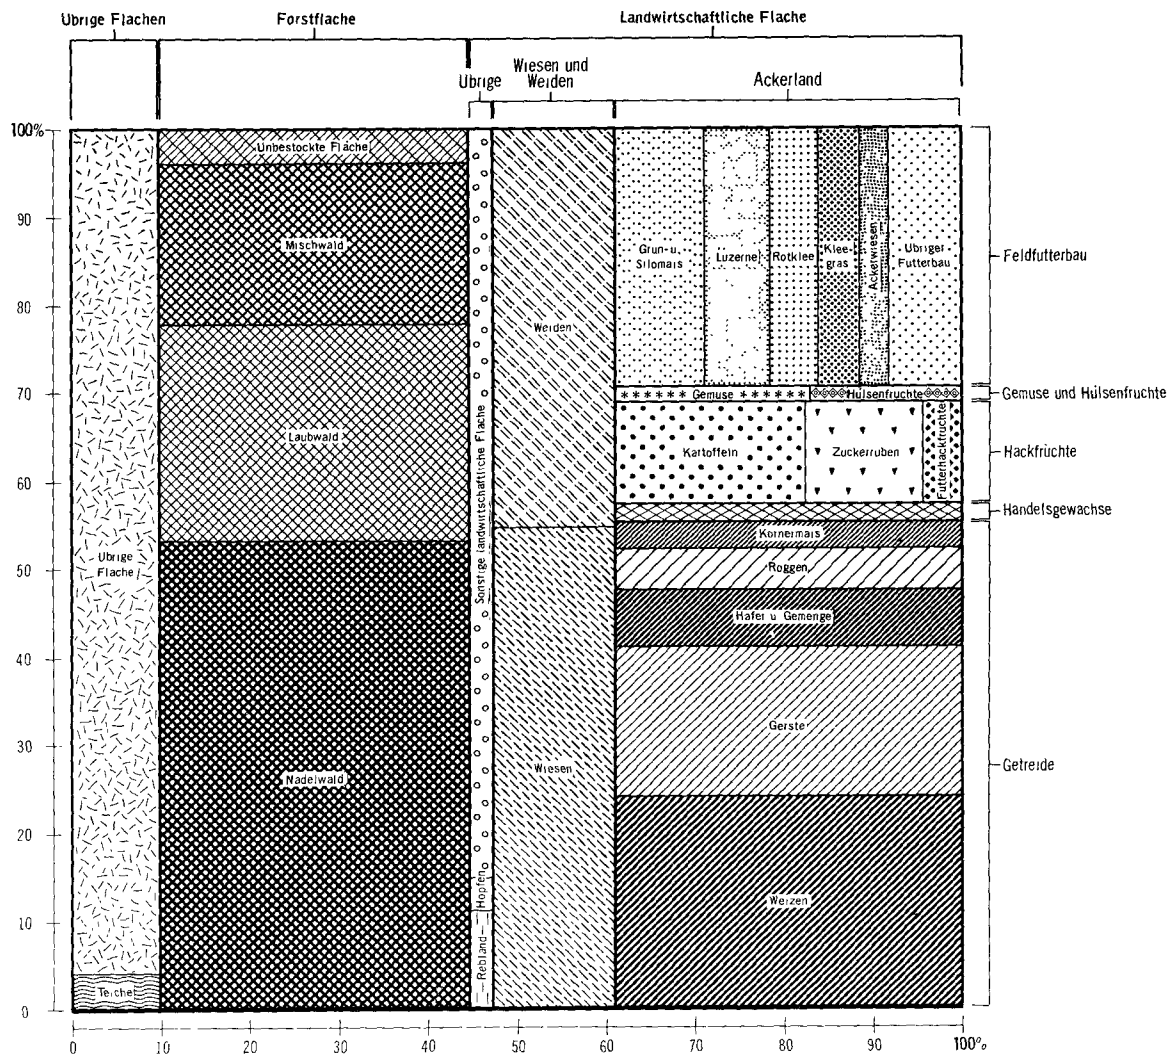 Übrige Flächen
Forstfläche
Landwirtschaftliche Fläche
Übrige
Wiesen und
Weiden
Ackerland
100%
90
80
70
60
50
40
30
20
10
0
Unbestockte Fläche
Mischwald
Laubwald
Nadelwald
Übrige
Fläche
Teiche
Sonstige landwirtschaftliche Fläche
Hopfen
Rebland
Weiden
Wiesen
Grün- u.
Silomais
Luzerne
Rotklee
Klee-
gras
Ackerwiesen
Übriger
Futterbau
Gemüse
Hülsenfrüchte
Kartoffeln
Zuckerrüben
Futterhackfrüchte
Körnermais
Roggen
Hafer u Gemenge
Gerste
Weizen
Feldfutterbau
Gemüse und Hülsenfrüchte
Hackfrüchte
Handelsgewächse
Getreide
0
10
20
30
40
50
60
70
80
90
100%